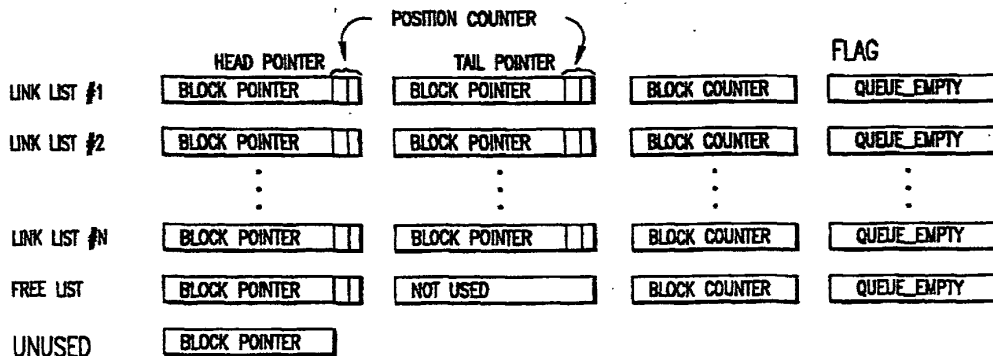 POSITION COUNTER
HEAD POINTER TAIL POINTER FLAG
LINK LIST #1 BLOCK POINTER BLOCK POINTER BLOCK COUNTER QUEUE_EMPTY
LINK LIST #2 BLOCK POINTER BLOCK POINTER BLOCK COUNTER QUEUE_EMPTY
LINK LIST #N BLOCK POINTER BLOCK POINTER BLOCK COUNTER QUEUE_EMPTY
FREE LIST BLOCK POINTER NOT USED BLOCK COUNTER QUEUE_EMPTY
UNUSED BLOCK POINTER